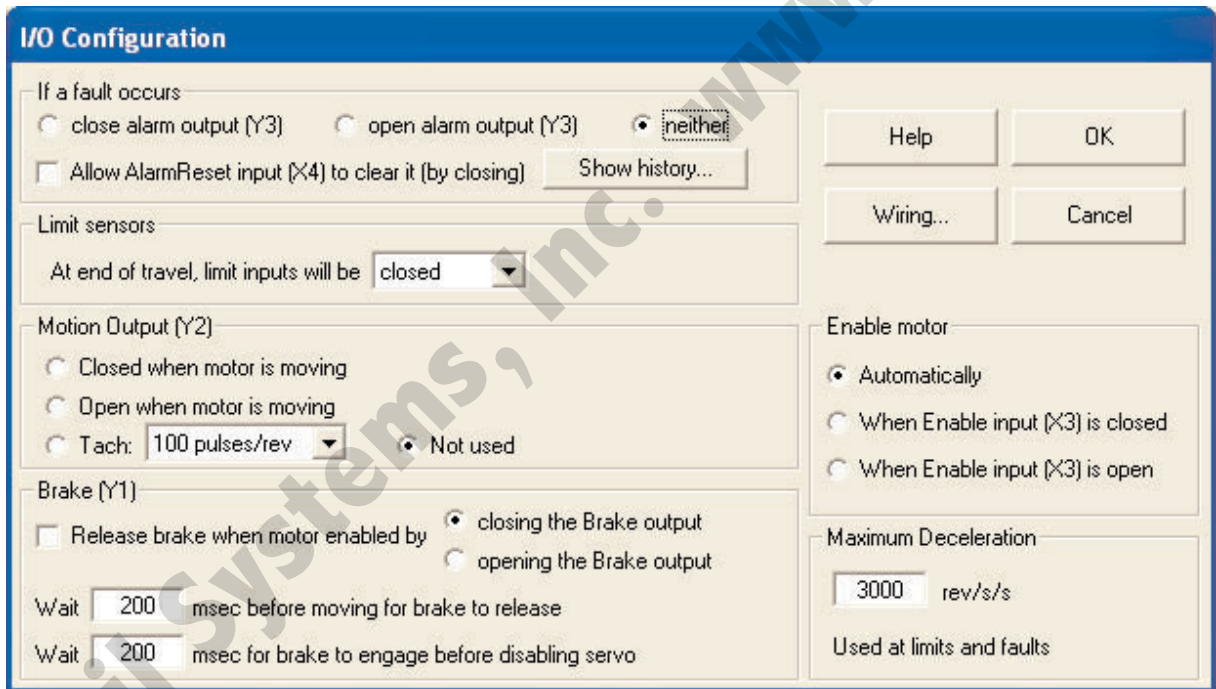 I/O Configuration
If a fault occurs
close alarm output (Y3)
open alarm output (Y3)
neither
Allow AlarmReset input (X4) to clear it (by closing)
Show history...
Help
OK
Wiring...
Cancel
Limit sensors
At end of travel, limit inputs will be closed
Motion Output (Y2)
Closed when motor is moving
Open when motor is moving
Tach: 100 pulses/rev
Not used
Enable motor
Automatically
When Enable input (X3) is closed
When Enable input (X3) is open
Brake (Y1)
Release brake when motor enabled by
closing the Brake output
opening the Brake output
Wait 200 msec before moving for brake to release
Wait 200 msec for brake to engage before disabling servo
Maximum Deceleration
3000 rev/s/s
Used at limits and faults
Systems, Inc. www